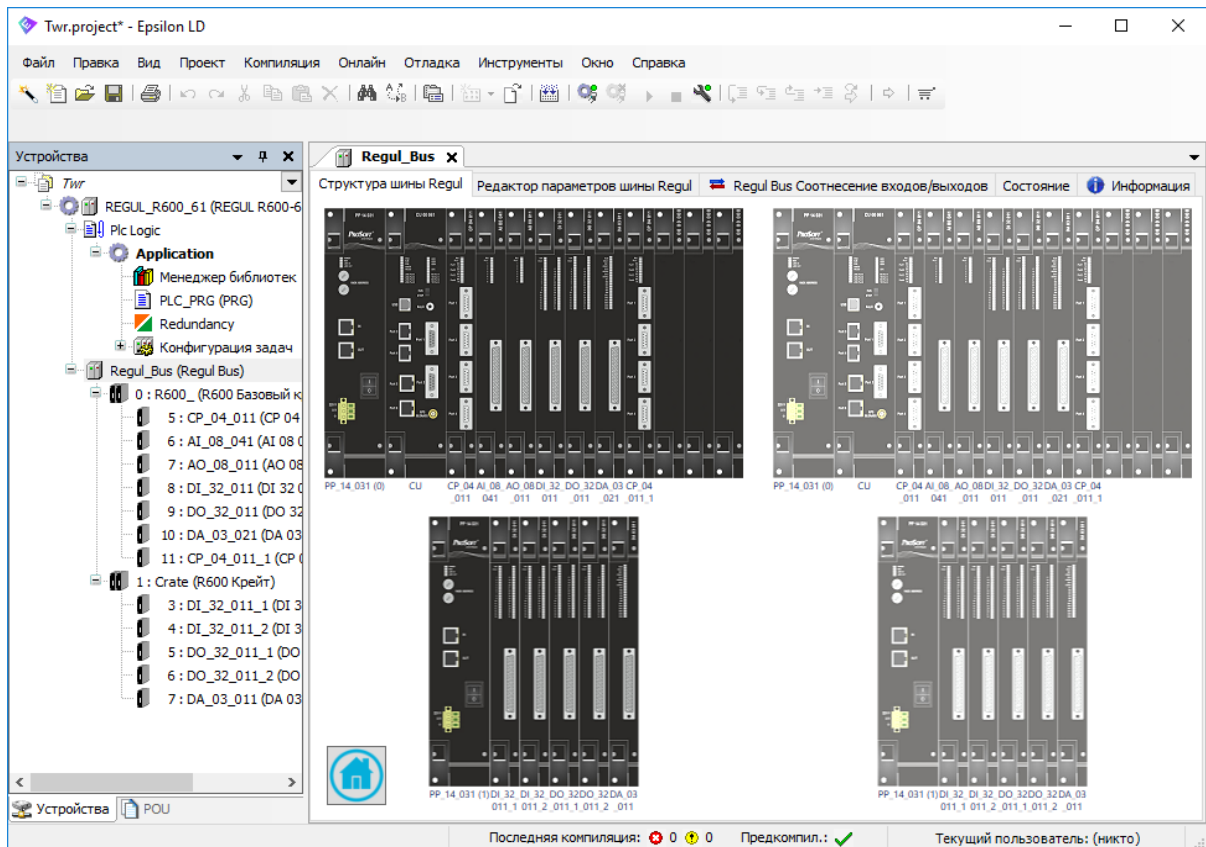 Twr.project* - Epsilon LD
Файл Правка Вид Проект Компиляция Онлайн Отладка Инструменты Окно Справка
Устройства
Twr
REGUL_R600_61 (REGUL R600-6
Plc Logic
Application
Менеджер библиотек
PLC_PRG (PRG)
Redundancy
Конфигурация задач
Regul_Bus (Regul Bus)
0 : R600_ (R600 Базовый к
5 : CP_04_011 (CP 04
6 : AI_08_041 (AI 08 0
7 : AO_08_011 (AO 08
8 : DI_32_011 (DI 32 0
9 : DO_32_011 (DO 32
10 : DA_03_021 (DA 03
11 : CP_04_011_1 (CP 0
1 : Crate (R600 Крейт)
3 : DI_32_011_1 (DI 3
4 : DI_32_011_2 (DI 3
5 : DO_32_011_1 (DO
6 : DO_32_011_2 (DO
7 : DA_03_011 (DA 03
Устройства POU
Regul_Bus
Структура шины Regul Редактор параметров шины Regul Regul Bus Соотнесение входов/выходов Состояние Информация
PP_14_031 (0) CU CP_04 AI_08_ AO_08 DI_32_ DO_32 DA_03 CP_04
_011 041 _011 011 _011 _021 _011_1
PP_14_031 (0) CU CP_04 AI_08_ AO_08 DI_32_ DO_32 DA_03 CP_04
_011 041 _011 011 _011 _021 _011_1
PP_14_031 (1) DI_32_ DI_32_ DO_32 DO_32 DA_03
011_1 011_2 _011_1 _011_2 _011
PP_14_031 (1) DI_32_ DI_32_ DO_32 DO_32 DA_03
011_1 011_2 _011_1 _011_2 _011
Последняя компиляция: 0 0 Предкомпил.: Текущий пользователь: (никто)